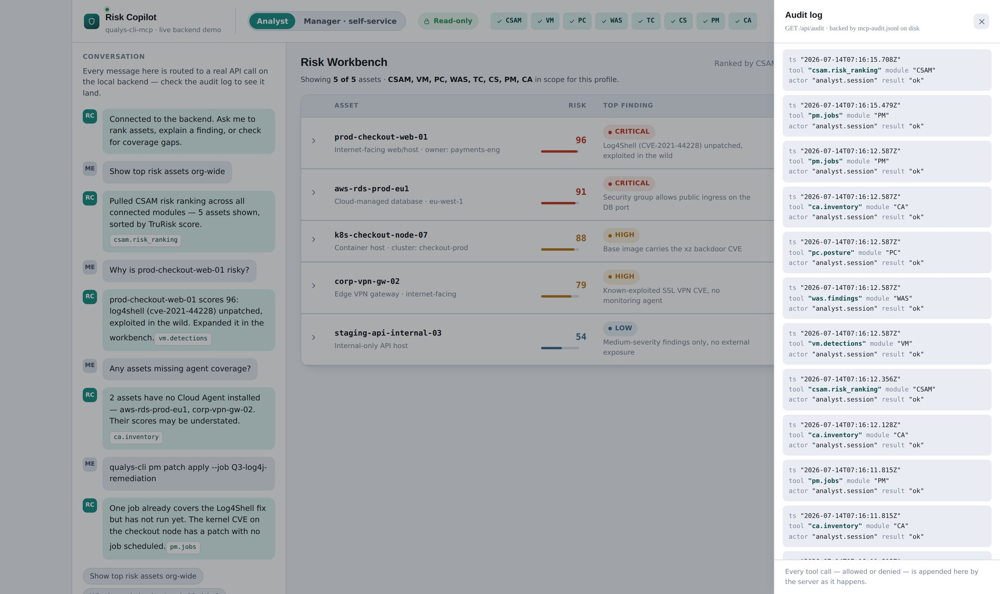 Risk Copilot
qualys-cli-mcp · live backend demo
Analyst
Manager · self-service
Read-only
CSAM
VM
PC
WAS
TC
CS
PM
CA
CONVERSATION
Every message here is routed to a real API call on
the local backend — check the audit log to see it
land.
RC
Connected to the backend. Ask me to
rank assets, explain a finding, or check
for coverage gaps.
ME
Show top risk assets org-wide
RC
Pulled CSAM risk ranking across all
connected modules — 5 assets shown,
sorted by TruRisk score.
csam.risk_ranking
ME
Why is prod-checkout-web-01 risky?
RC
prod-checkout-web-01 scores 96:
log4shell (cve-2021-44228) unpatched,
exploited in the wild. Expanded it in the
workbench. vm.detections
ME
Any assets missing agent coverage?
RC
2 assets have no Cloud Agent installed
— aws-rds-prod-eu1, corp-vpn-gw-02.
Their scores may be understated.
ca.inventory
ME
qualys-cli pm patch apply --job Q3-log4j-
remediation
RC
One job already covers the Log4Shell fix
but has not run yet. The kernel CVE on
the checkout node has a patch with no
job scheduled. pm.jobs
Show top risk assets org-wide
Risk Workbench
Ranked by CSAM
Showing 5 of 5 assets · CSAM, VM, PC, WAS, TC, CS, PM, CA in scope for this profile.
ASSET RISK TOP FINDING
prod-checkout-web-01
Internet-facing web/host · owner: payments-eng
96
CRITICAL
Log4Shell (CVE-2021-44228) unpatched,
exploited in the wild
aws-rds-prod-eu1
Cloud-managed database · eu-west-1
91
CRITICAL
Security group allows public ingress on the
DB port
k8s-checkout-node-07
Container host · cluster: checkout-prod
88
HIGH
Base image carries the xz backdoor CVE
corp-vpn-gw-02
Edge VPN gateway · internet-facing
79
HIGH
Known-exploited SSL VPN CVE, no
monitoring agent
staging-api-internal-03
Internal-only API host
54
LOW
Medium-severity findings only, no external
exposure
Audit log
GET /api/audit · backed by mcp-audit.jsonl on disk
ts "2026-07-14T07:16:15.708Z"
tool "csam.risk_ranking" module "CSAM"
actor "analyst.session" result "ok"
ts "2026-07-14T07:16:15.479Z"
tool "pm.jobs" module "PM"
actor "analyst.session" result "ok"
ts "2026-07-14T07:16:12.587Z"
tool "pm.jobs" module "PM"
actor "analyst.session" result "ok"
ts "2026-07-14T07:16:12.587Z"
tool "ca.inventory" module "CA"
actor "analyst.session" result "ok"
ts "2026-07-14T07:16:12.587Z"
tool "pc.posture" module "PC"
actor "analyst.session" result "ok"
ts "2026-07-14T07:16:12.587Z"
tool "was.findings" module "WAS"
actor "analyst.session" result "ok"
ts "2026-07-14T07:16:12.587Z"
tool "vm.detections" module "VM"
actor "analyst.session" result "ok"
ts "2026-07-14T07:16:12.356Z"
tool "csam.risk_ranking" module "CSAM"
actor "analyst.session" result "ok"
ts "2026-07-14T07:16:12.128Z"
tool "ca.inventory" module "CA"
actor "analyst.session" result "ok"
ts "2026-07-14T07:16:11.815Z"
tool "pm.jobs" module "PM"
actor "analyst.session" result "ok"
ts "2026-07-14T07:16:11.815Z"
tool "ca.inventory" module "CA"
actor "analyst.session" result "ok"
Every tool call — allowed or denied — is appended here by
the server as it happens.